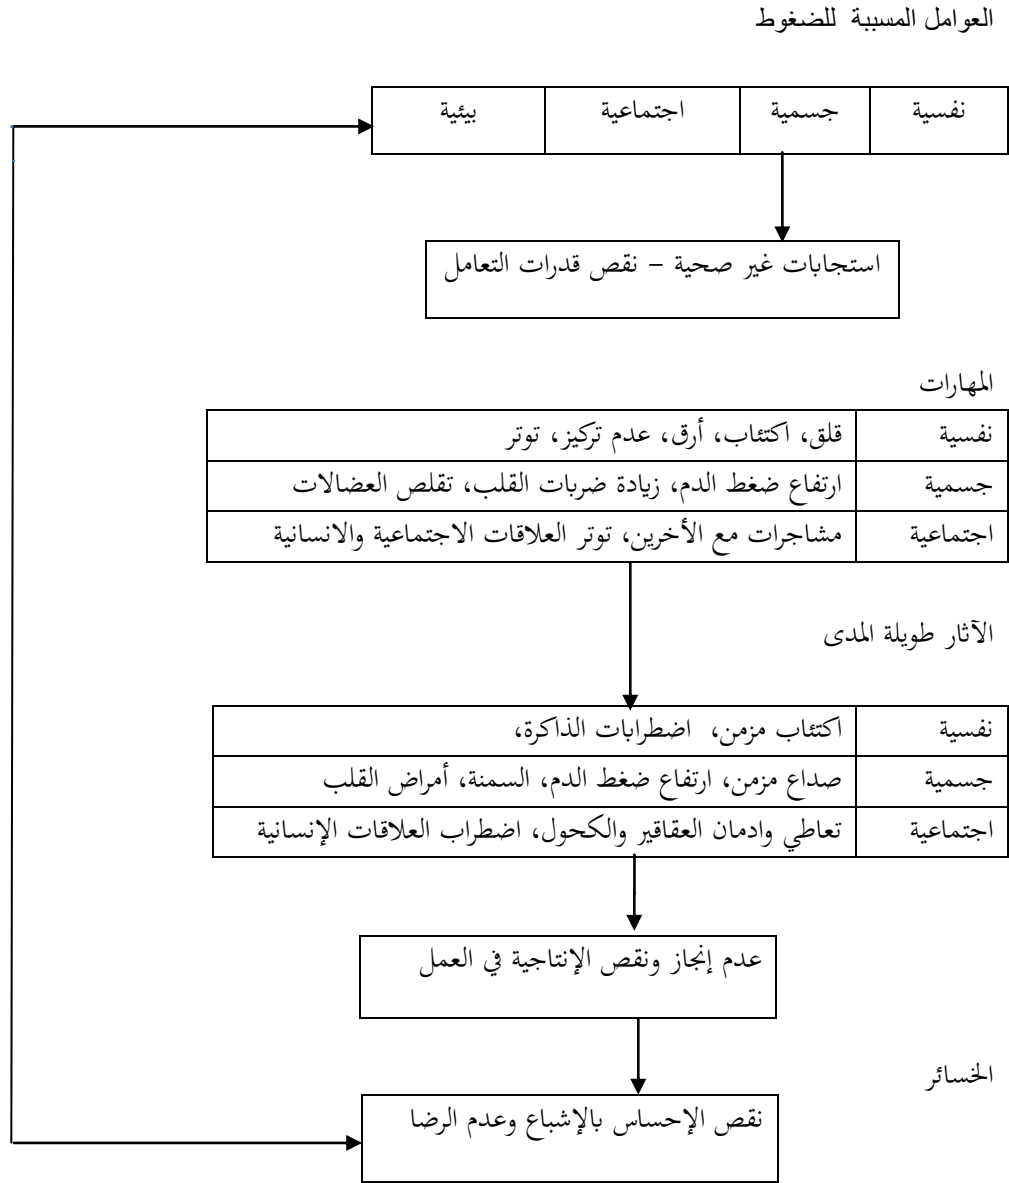 العوامل المسببة للضغوط
نفسية جسمية اجتماعية بيئية
استجابات غير صحية – نقص قدرات التعامل
المهارات
نفسية قلق، اكتئاب، أرق، عدم تركيز، توتر
جسمية ارتفاع ضغط الدم، زيادة ضربات القلب، تقلص العضالات
اجتماعية مشاجرات مع الأخرين، توتر العلاقات الاجتماعية والانسانية
الآثار طويلة المدى
نفسية اكتئاب مزمن، اضطرابات الذاكرة،
جسمية صداع مزمن، ارتفاع ضغط الدم، السمنة، أمراض القلب
اجتماعية تعاطي وادمان العقاقير والكحول، اضطراب العلاقات الإنسانية
عدم إنجاز ونقص الإنتاجية في العمل
الخسائر
نقص الإحساس بالإشباع وعدم الرضا